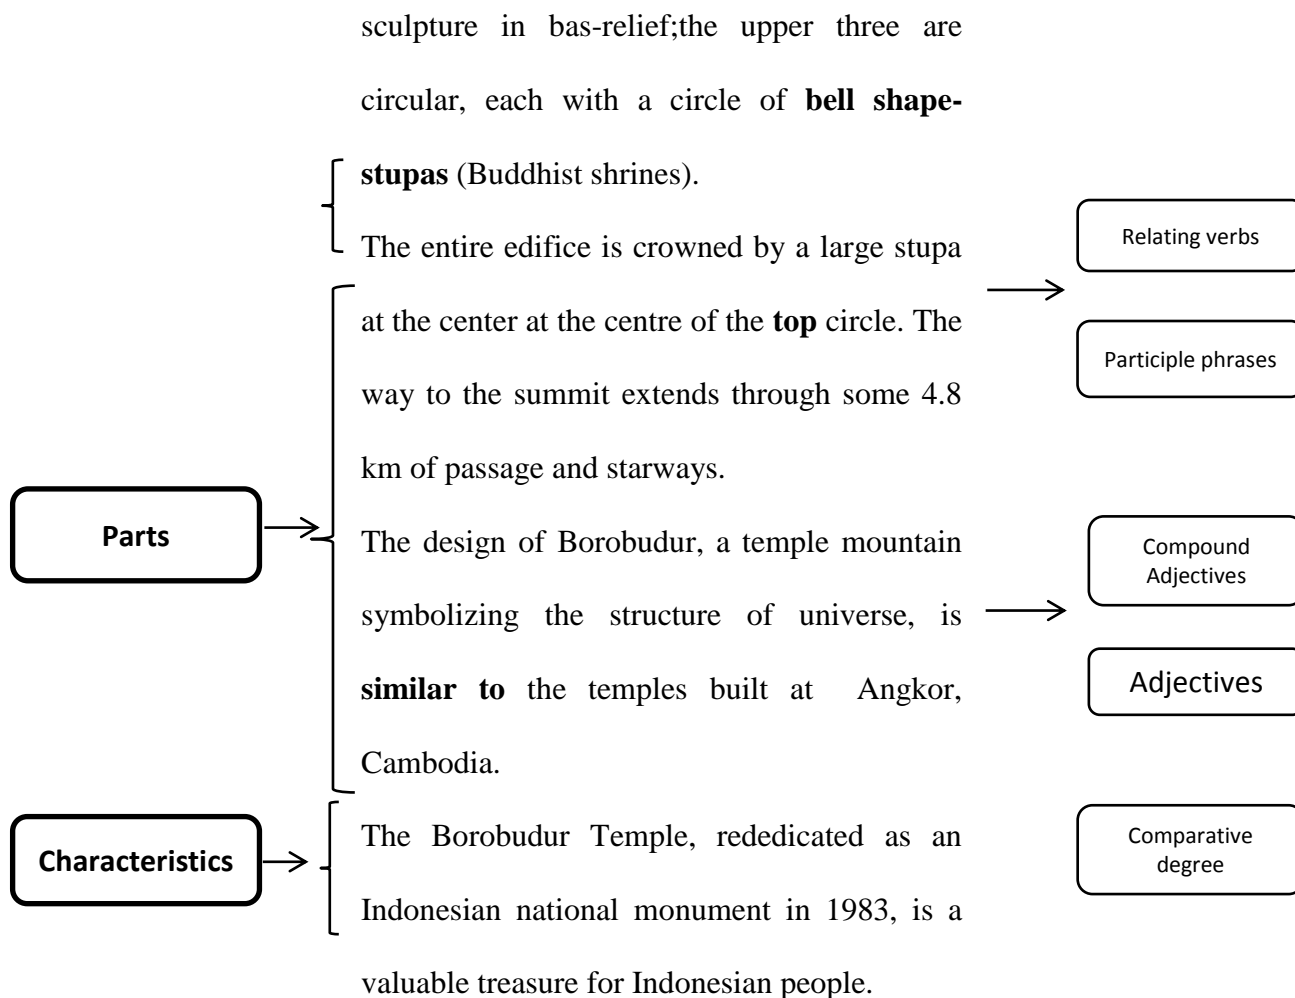 sculpture in bas-relief;the upper three are
circular, each with a circle of bell shape-
stupas (Buddhist shrines).
The entire edifice is crowned by a large stupa
at the center at the centre of the top circle. The
way to the summit extends through some 4.8
km of passage and starways.
The design of Borobudur, a temple mountain
symbolizing the structure of universe, is
similar to the temples built at Angkor,
Cambodia.
The Borobudur Temple, rededicated as an
Indonesian national monument in 1983, is a
valuable treasure for Indonesian people.
Parts
Characteristics
Relating verbs
Participle phrases
Compound
Adjectives
Adjectives
Comparative
degree